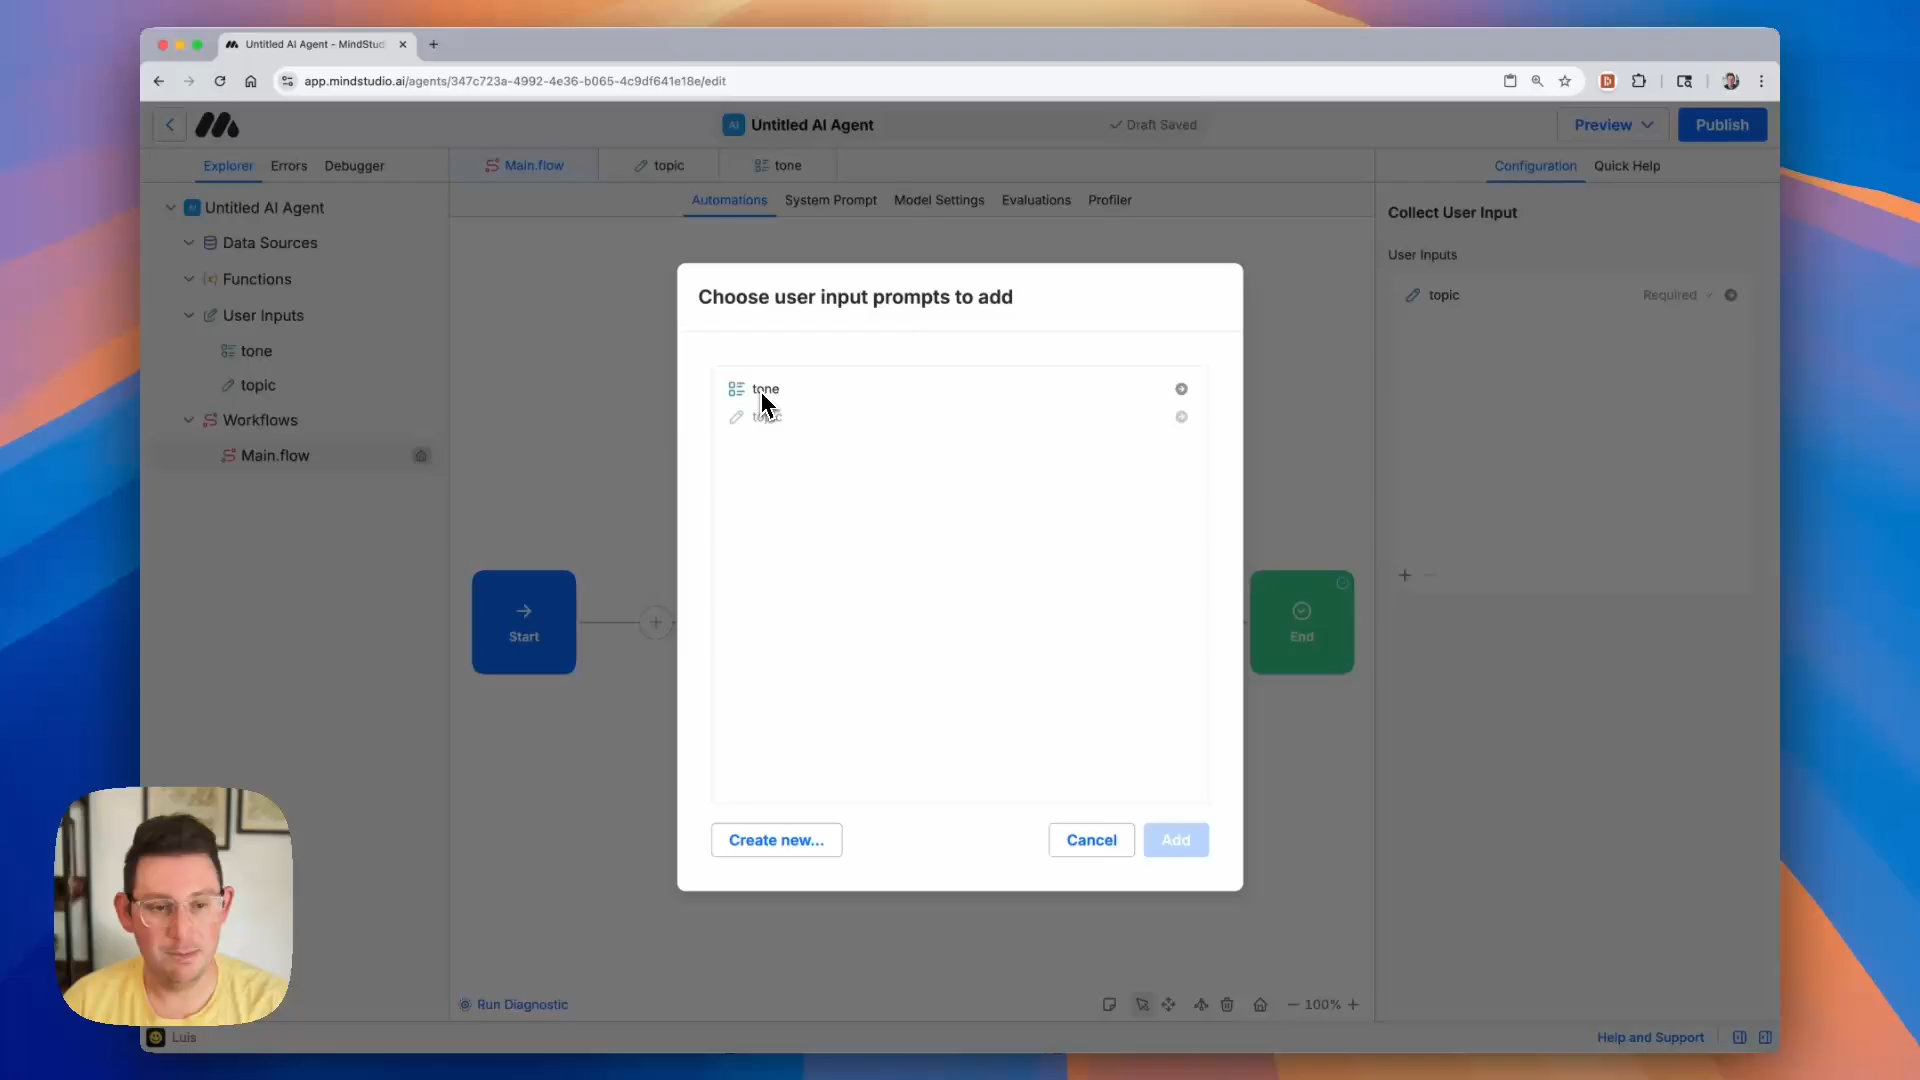 Untitled AI Agent - MindStud
app.mindstudio.ai/agents/347c723a-4992-4e36-b065-4c9df641e18e/edit
AI Untitled AI Agent
Draft Saved
Preview
Publish
Explorer Errors Debugger
Main.flow
topic
tone
Configuration Quick Help
Automations System Prompt Model Settings Evaluations Profiler
Untitled AI Agent
Data Sources
Functions
User Inputs
tone
topic
Workflows
Main.flow
Collect User Input
User Inputs
topic
Required
Choose user input prompts to add
tone
topic
Create new...
Cancel
Add
Start
End
Run Diagnostic
100%
Luis
Help and Support